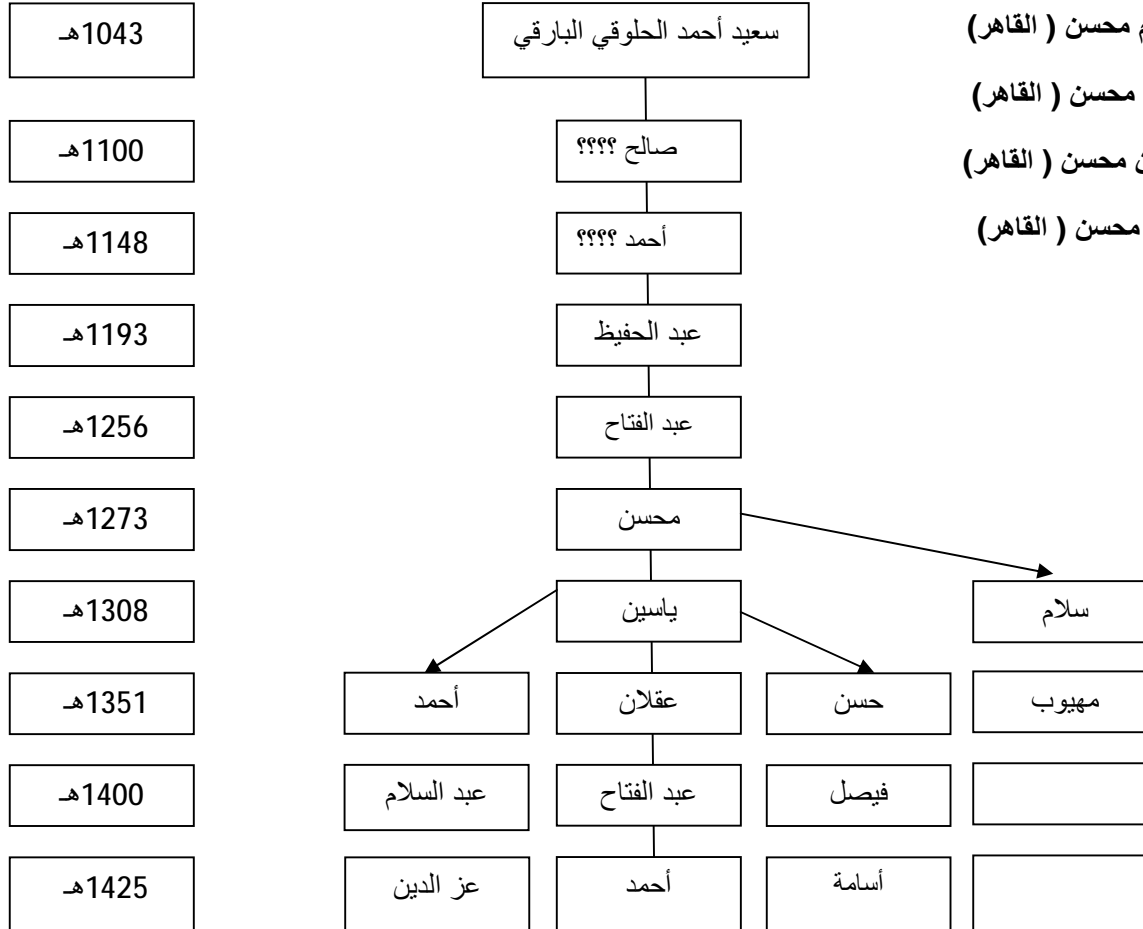 محسن ( القاهر)
محسن ( القاهر)
محسن ( القاهر)
محسن ( القاهر)
سعيد أحمد الحلوقي البارقي
1043هـ
صالح ؟؟؟؟
1100هـ
أحمد ؟؟؟؟
1148هـ
عبد الحفيظ
1193هـ
عبد الفتاح
1256هـ
محسن
1273هـ
سلام
ياسين
1308هـ
مهيوب
حسن
عقلان
أحمد
1351هـ
فيصل
عبد الفتاح
عبد السلام
1400هـ
أسامة
أحمد
عز الدين
1425هـ